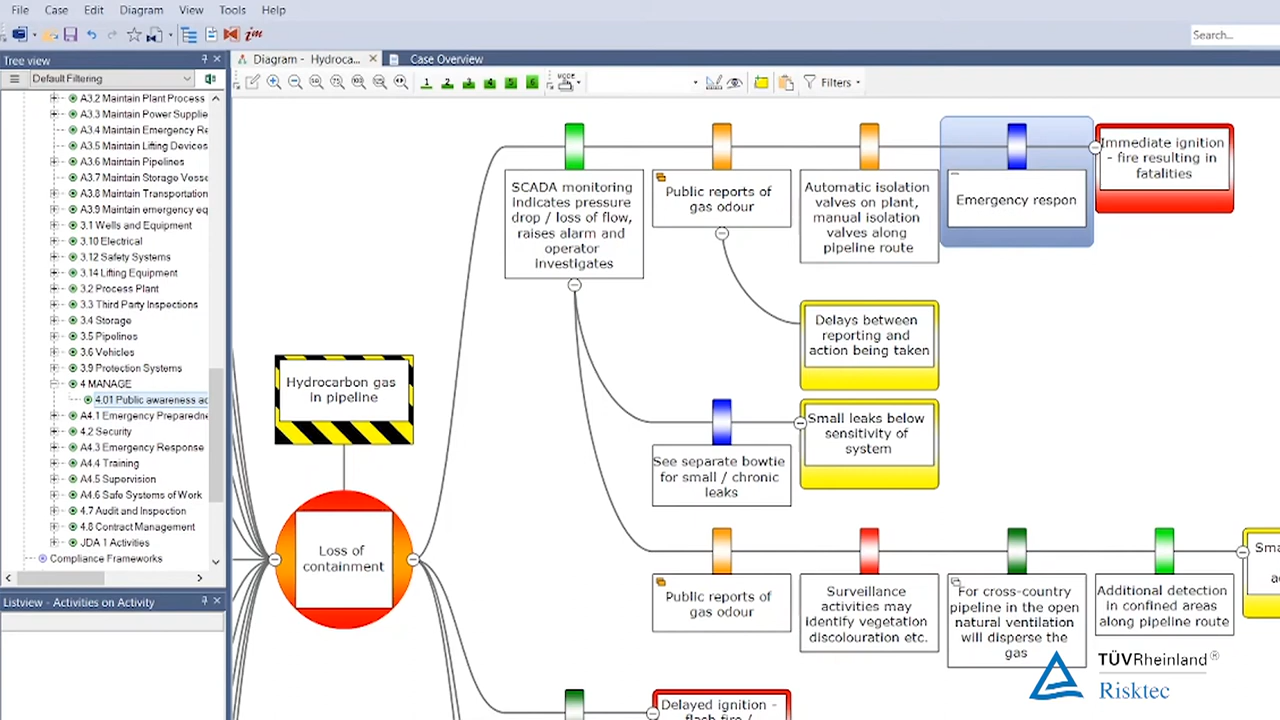 File Case Edit Diagram View Tools Help
im
Search...
Tree view
Default Filtering
A3.2 Maintain Plant Process
A3.3 Maintain Power Supplie
A3.4 Maintain Emergency Re
A3.5 Maintain Lifting Devices
A3.6 Maintain Pipelines
A3.7 Maintain Storage Vesse
A3.8 Maintain Transportation
A3.9 Maintain emergency eq
3.1 Wells and Equipment
3.10 Electrical
3.12 Safety Systems
3.14 Lifting Equipment
3.2 Process Plant
3.3 Third Party Inspections
3.4 Storage
3.5 Pipelines
3.6 Vehicles
3.9 Protection Systems
4 MANAGE
4.01 Public awareness ac
A4.1 Emergency Preparedne
4.2 Security
A4.3 Emergency Response
A4.4 Training
A4.5 Supervision
A4.6 Safe Systems of Work
4.7 Audit and Inspection
4.8 Contract Management
JDA 1 Activities
Compliance Frameworks
Listview - Activities on Activity
Diagram - Hydroca...
Case Overview
1 2 3 4 5 6
Filters
SCADA monitoring
indicates pressure
drop / loss of flow,
raises alarm and
operator
investigates
Public reports of
gas odour
Automatic isolation
valves on plant,
manual isolation
valves along
pipeline route
Emergency respon
Immediate ignition
- fire resulting in
fatalities
Delays between
reporting and
action being taken
Hydrocarbon gas
in pipeline
Small leaks below
sensitivity of
system
See separate bowtie
for small / chronic
leaks
Loss of
containment
Public reports of
gas odour
Surveillance
activities may
identify vegetation
discolouration etc.
For cross-country
pipeline in the open
natural ventilation
will disperse the
gas
Additional detection
in confined areas
along pipeline route
Sma
Delayed ignition -
flash fire /
TÜVRheinland®
Risktec